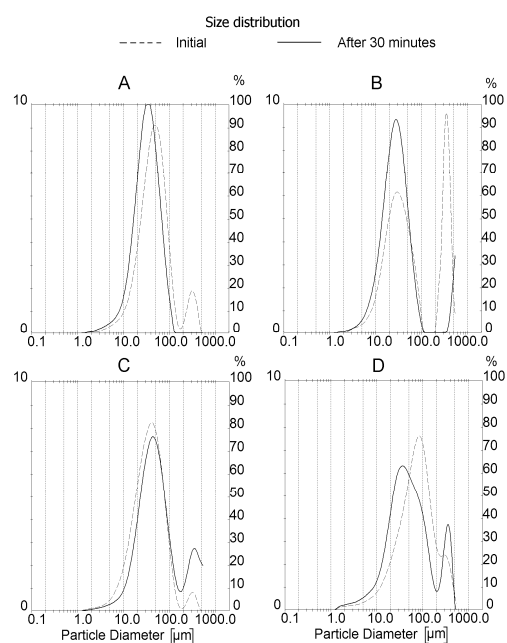 Size distribution
Initial After 30 minutes
A % B %
10 100 10 100
90 90
80 80
70 70
60 60
50 50
40 40
30 30
20 20
10 10
0 0 0 0
0.1 1.0 10.0 100.0 1000.0 0.1 1.0 10.0 100.0 1000.0
C % D %
10 100 10 100
90 90
80 80
70 70
60 60
50 50
40 40
30 30
20 20
10 10
0 0 0 0
0.1 1.0 10.0 100.0 1000.0 0.1 1.0 10.0 100.0 1000.0
Particle Diameter [µm] Particle Diameter [µm]